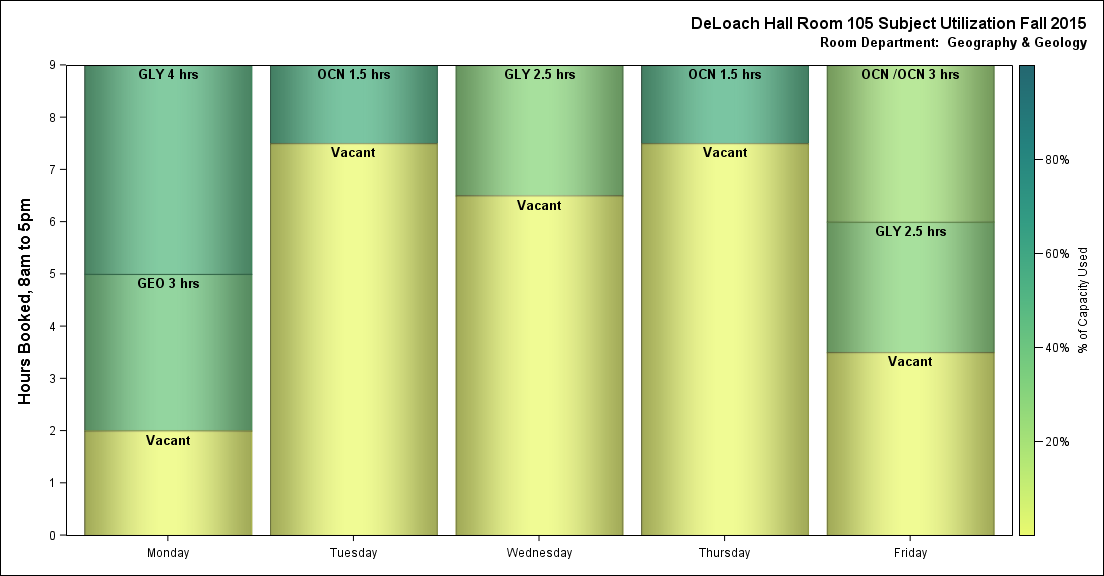 DeLoach Hall Room 105 Subject Utilization Fall 2015
Room Department:  Geography & Geology
Hours Booked, 8am to 5pm
9
8
7
6
5
4
3
2
1
0
GLY 4 hrs
GEO 3 hrs
Vacant
OCN 1.5 hrs
Vacant
GLY 2.5 hrs
Vacant
OCN 1.5 hrs
Vacant
OCN /OCN 3 hrs
GLY 2.5 hrs
Vacant
Monday
Tuesday
Wednesday
Thursday
Friday
80%
60%
40%
20%
% of Capacity Used